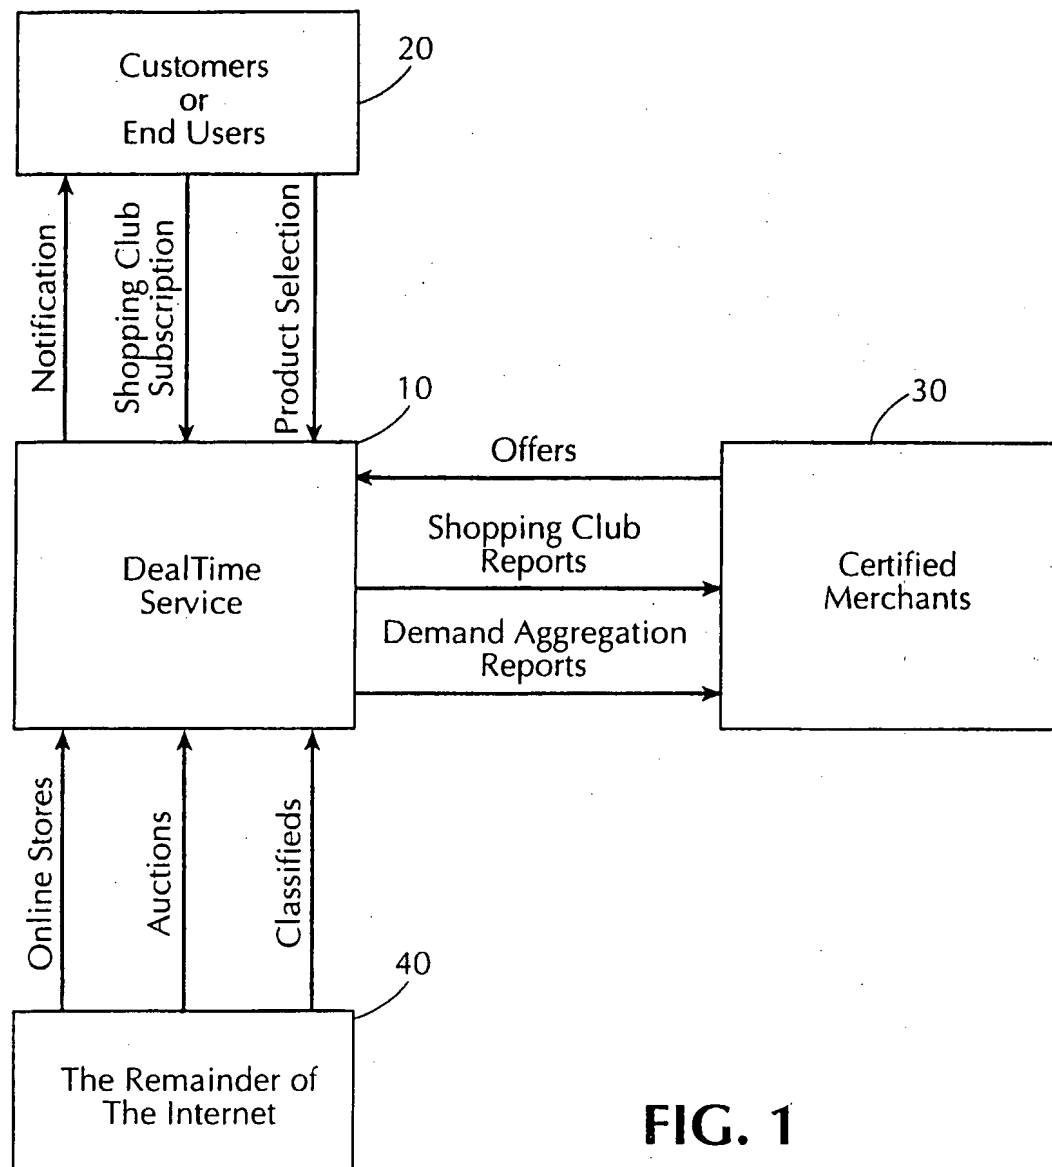 20
Customers
or
End Users
Notification
Shopping Club
Subscription
Product Selection
10
30
Offers
Shopping Club
Reports
Demand Aggregation
Reports
DealTime
Service
Certified
Merchants
Online Stores
Auctions
Classifieds
40
The Remainder of
The Internet
FIG. 1